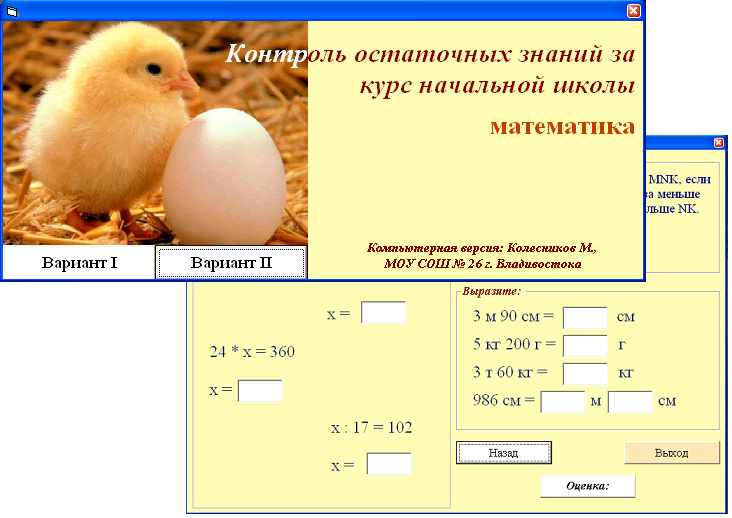 Контроль остаточных знаний за
курс начальной школы
математика
Вариант I
Вариант II
Компьютерная версия: Колесников М.,
МОУ СОШ № 26 г. Владивостока
MNK, если
за меньше
льше NK.
x =
24 * x = 360
x =
x : 17 = 102
x =
Выразите:
3 м 90 см = см
5 кг 200 г = г
3 т 60 кг = кг
986 см = м см
Назад
Выход
Оценка: